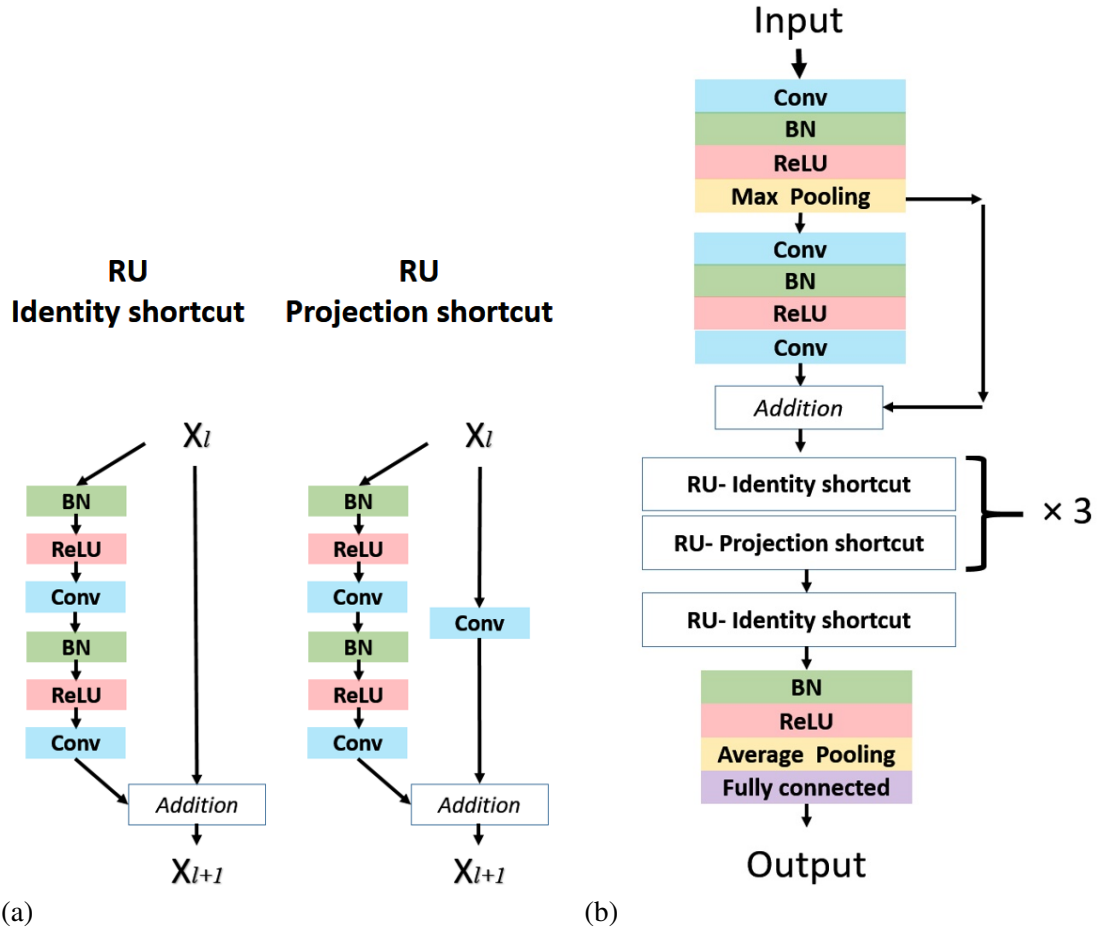 RU
Identity shortcut
Xl
BN
ReLU
Conv
BN
ReLU
Conv
Addition
Xl+1
RU
Projection shortcut
Xl
BN
ReLU
Conv
BN
ReLU
Conv
Conv
Addition
Xl+1
(a)
Input
Conv
BN
ReLU
Max Pooling
Conv
BN
ReLU
Conv
Addition
RU- Identity shortcut
RU- Projection shortcut
× 3
RU- Identity shortcut
BN
ReLU
Average Pooling
Fully connected
Output
(b)